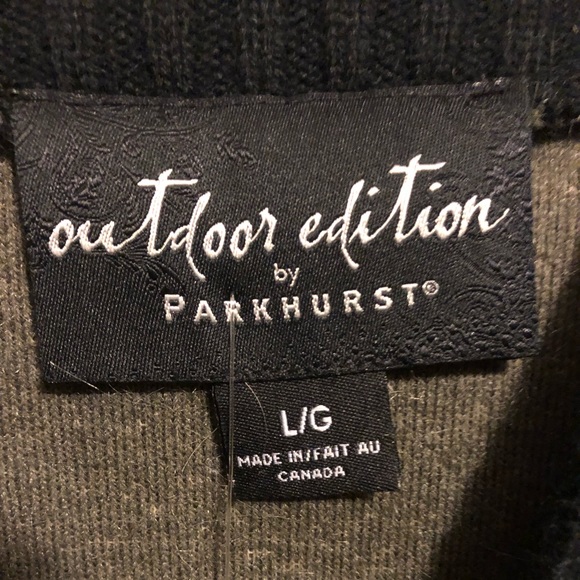 outdoor edition
by
PARKHURST®
L/G
MADE IN/FAIT AU
CANADA